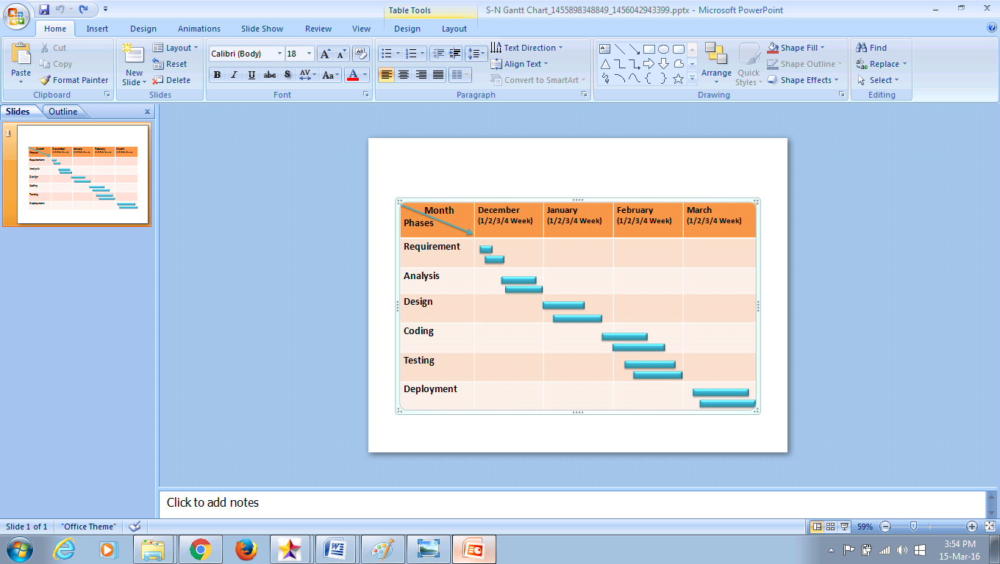 Table Tools
S-N Gantt Chart_1455898348849_1456042943399.pptx - Microsoft PowerPoint
Home Insert Design Animations Slide Show Review View Design Layout
Paste
Cut
Copy
Format Painter
Clipboard
New Slide
Layout
Reset
Delete
Slides
Calibri (Body) 18
B I U abc S AV Aa A
Font
Text Direction
Align Text
Convert to SmartArt
Paragraph
Arrange
Quick Styles
Shape Fill
Shape Outline
Shape Effects
Drawing
Find
Replace
Select
Editing
Slides Outline x
1
Month December January February March
Phases (1/2/3/4 Week) (1/2/3/4 Week) (1/2/3/4 Week) (1/2/3/4 Week)
Requirement
Analysis
Design
Coding
Testing
Deployment
Click to add notes
Slide 1 of 1 "Office Theme" 59%
3:54 PM
15-Mar-16